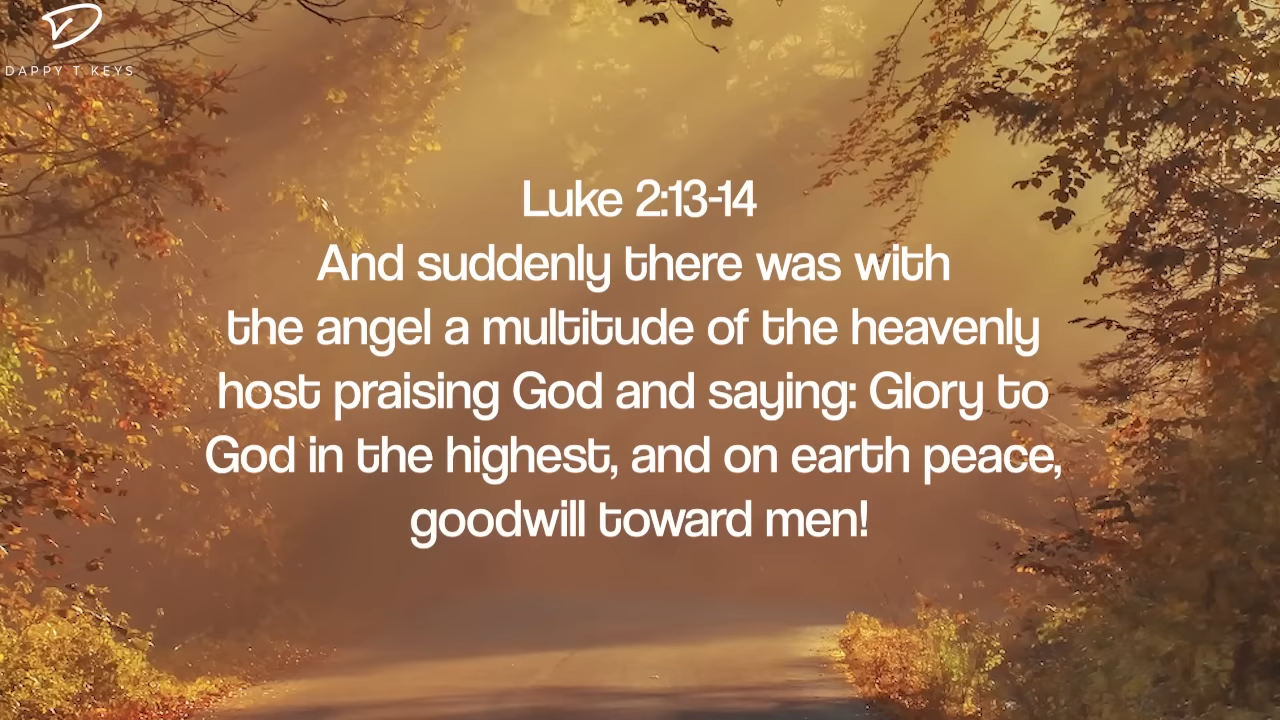 DAPPY T KEYS
Luke 2:13-14
And suddenly there was with
the angel a multitude of the heavenly
host praising God and saying: Glory to
God in the highest, and on earth peace,
goodwill toward men!